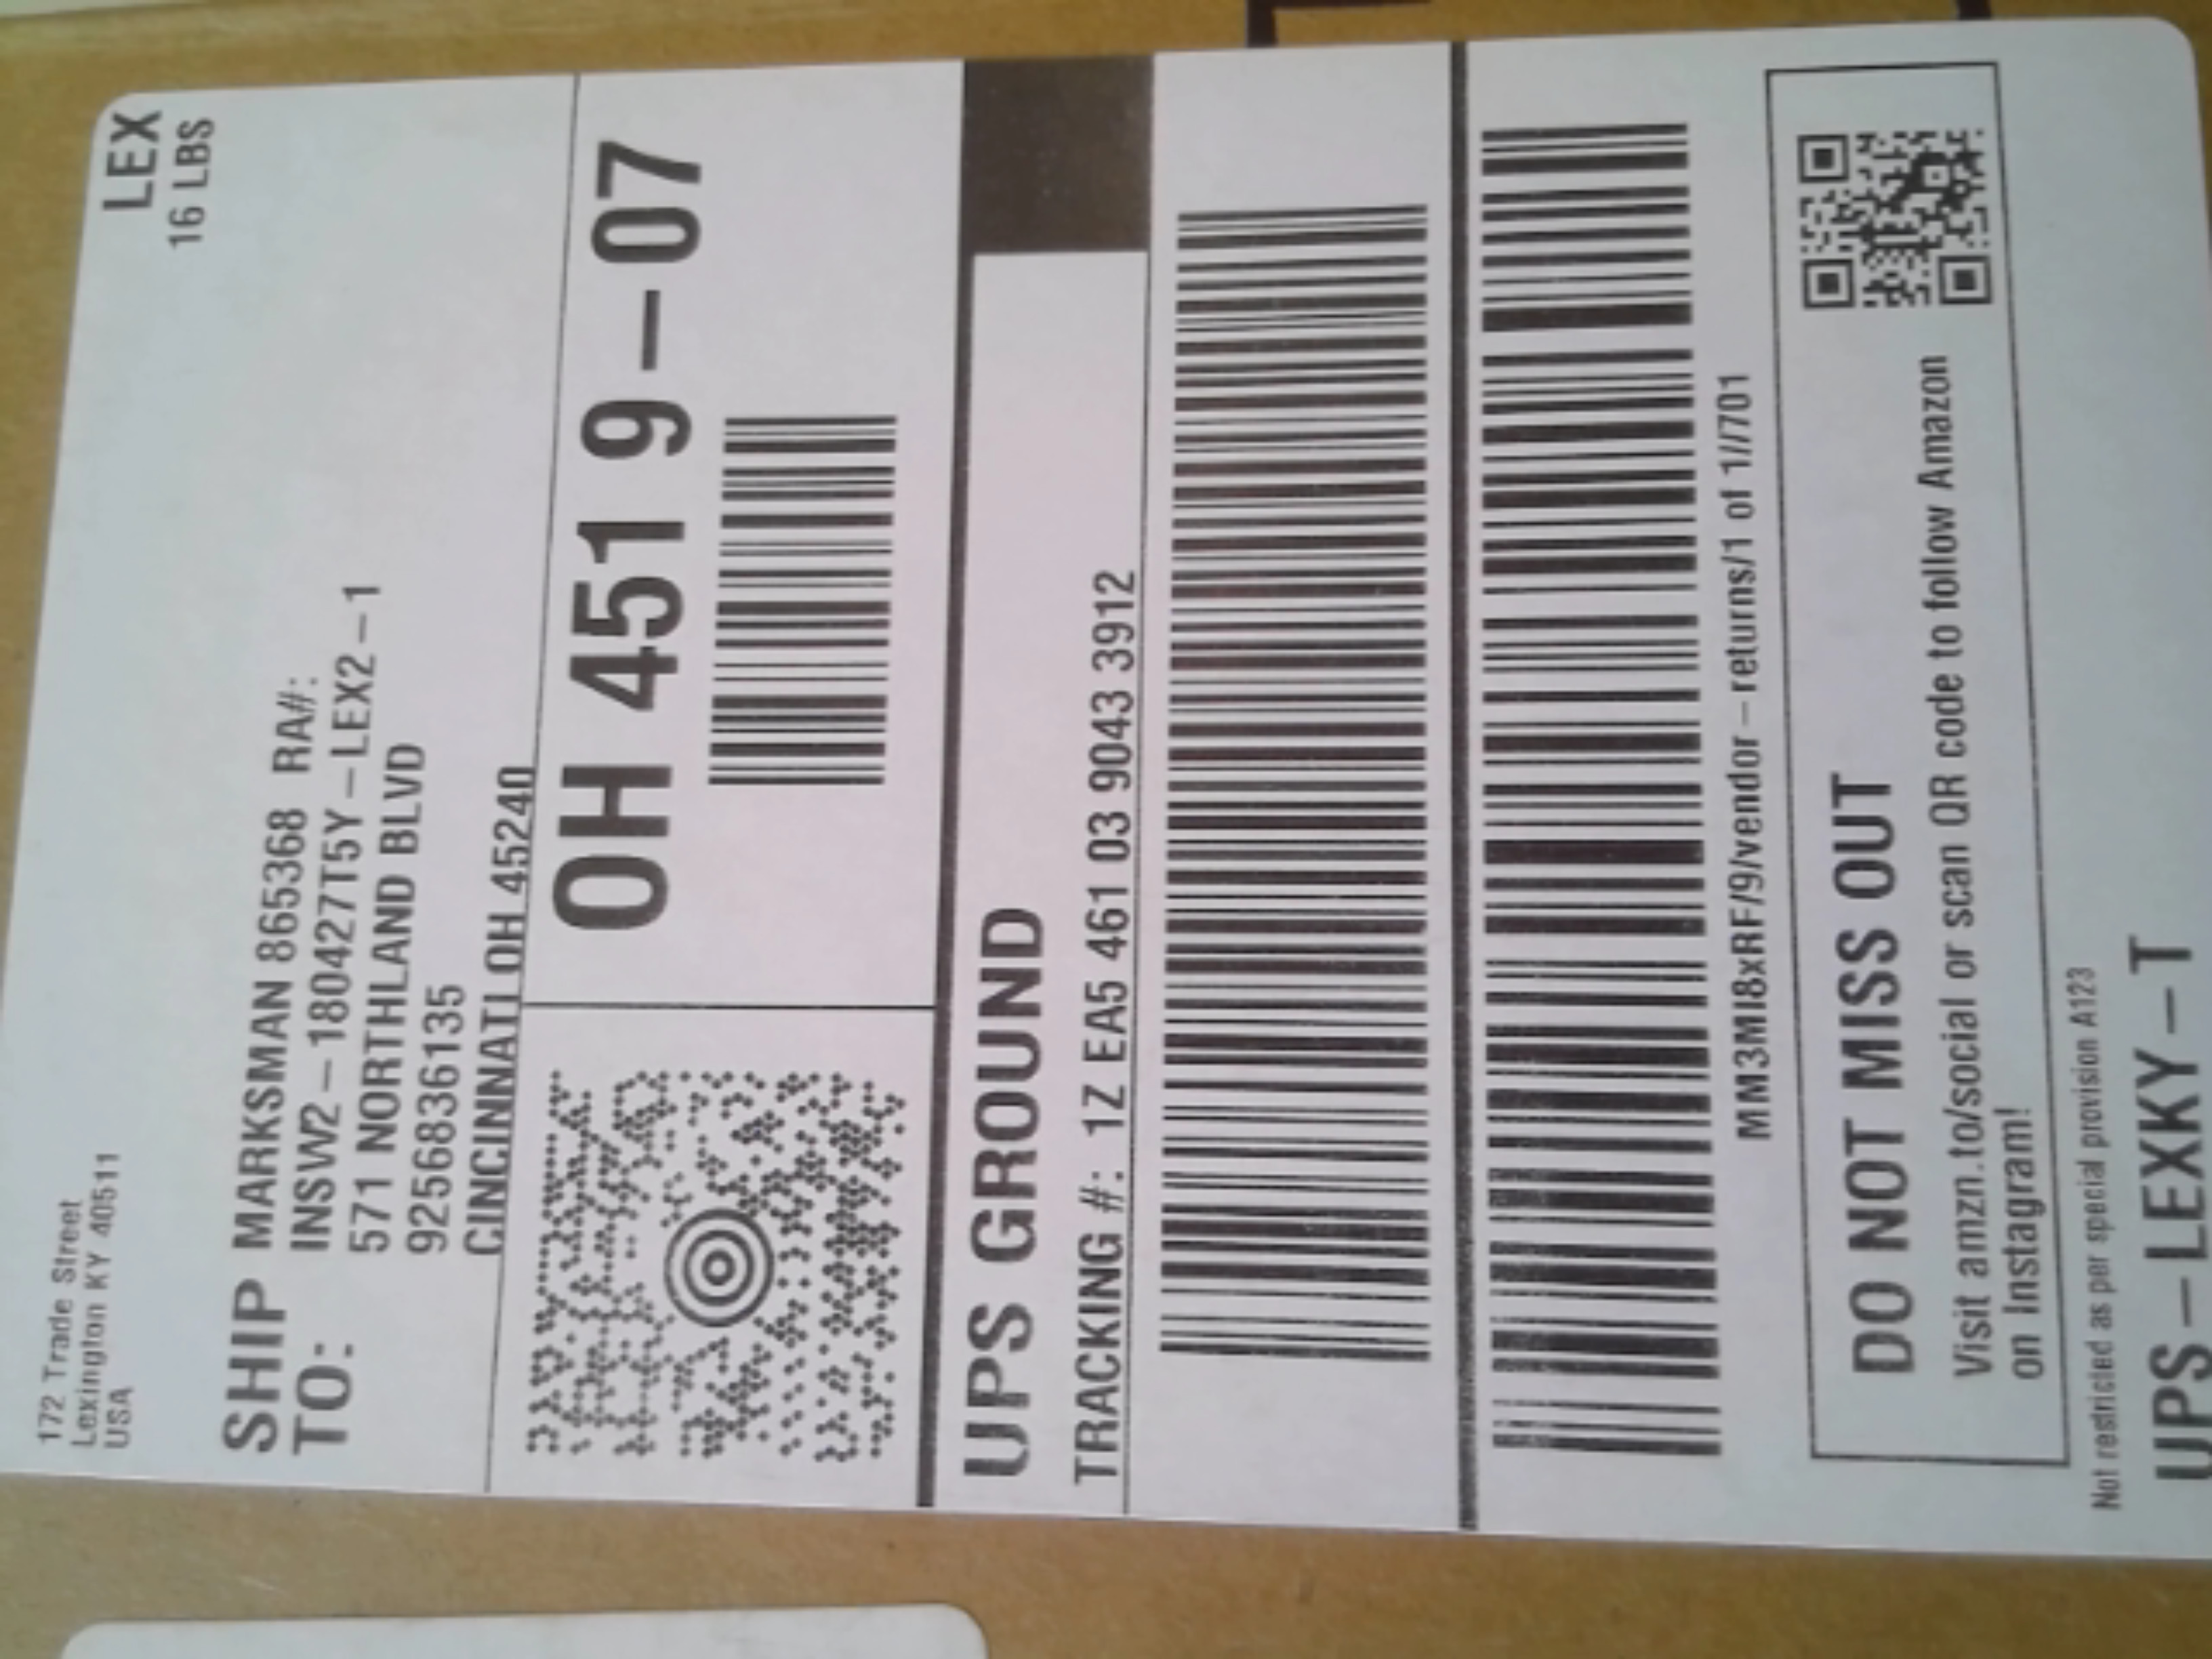 LEX
16 LBS
172 Trade Street
Lexington KY 40511
USA
SHIP
TO:
MARKSMAN 865368 RA#:
INSW2-180427T5Y-LEX2-1
571 NORTHLAND BLVD
9256836135
CINCINNATI OH 45240
OH 451 9-07
UPS GROUND
TRACKING #: 1Z EA5 461 03 9043 3912
MM3MI8xRF/9/vendor-returns/1 of 1//701
DO NOT MISS OUT
Visit amzn.to/social or scan QR code to follow Amazon
on Instagram!
Not restricted as per special provision A123
UPS-LEXKY-T